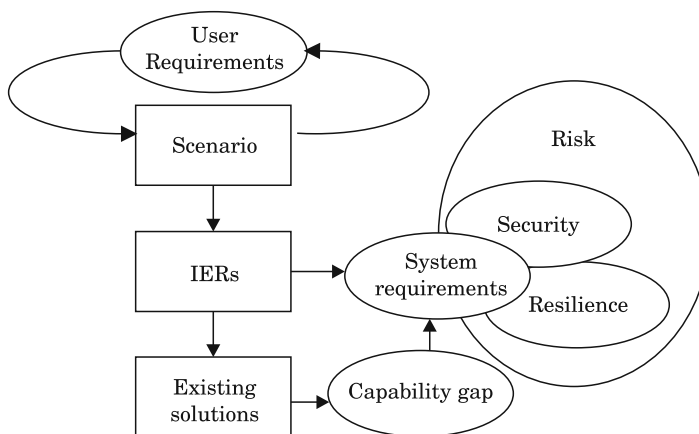 User
Requirements
Scenario
Risk
Security
IERs
System
requirements
Resilience
Existing
solutions
Capability gap